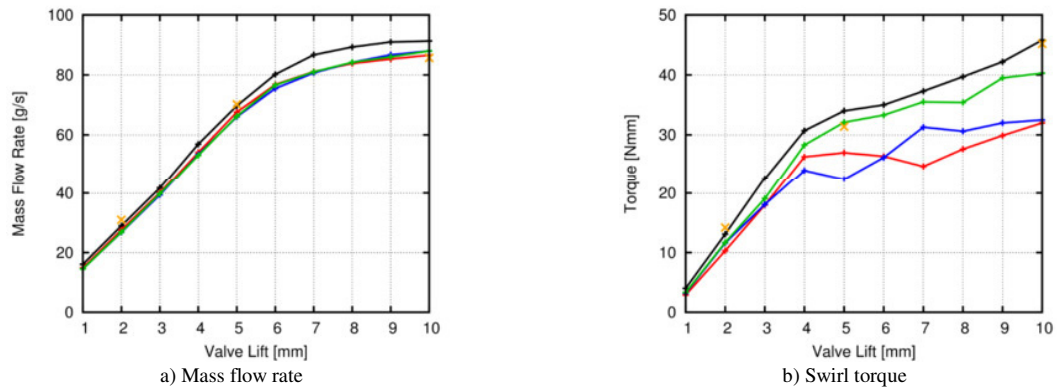 100
80
60
40
20
0
Mass Flow Rate [g/s]
1 2 3 4 5 6 7 8 9 10
Valve Lift [mm]
a) Mass flow rate
50
40
30
20
10
0
Torque [Nmm]
1 2 3 4 5 6 7 8 9 10
Valve Lift [mm]
b) Swirl torque